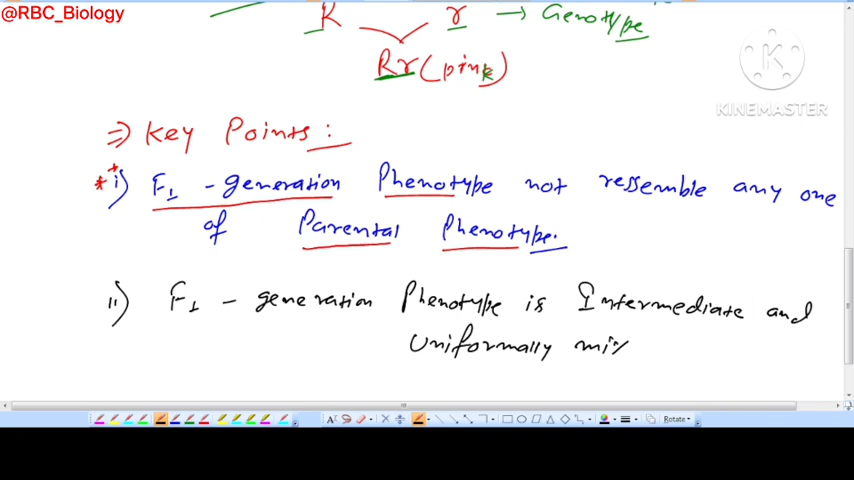 @RBC_Biology
R r → Genotype
Rr (pink)
KINEMASTER
⇒ Key Points :
** i) F1 - generation Phenotype not ressemble any one
of Parental Phenotype.
ii) F1 - generation Phenotype is Intermediate and
Uniformally mix
Rotate